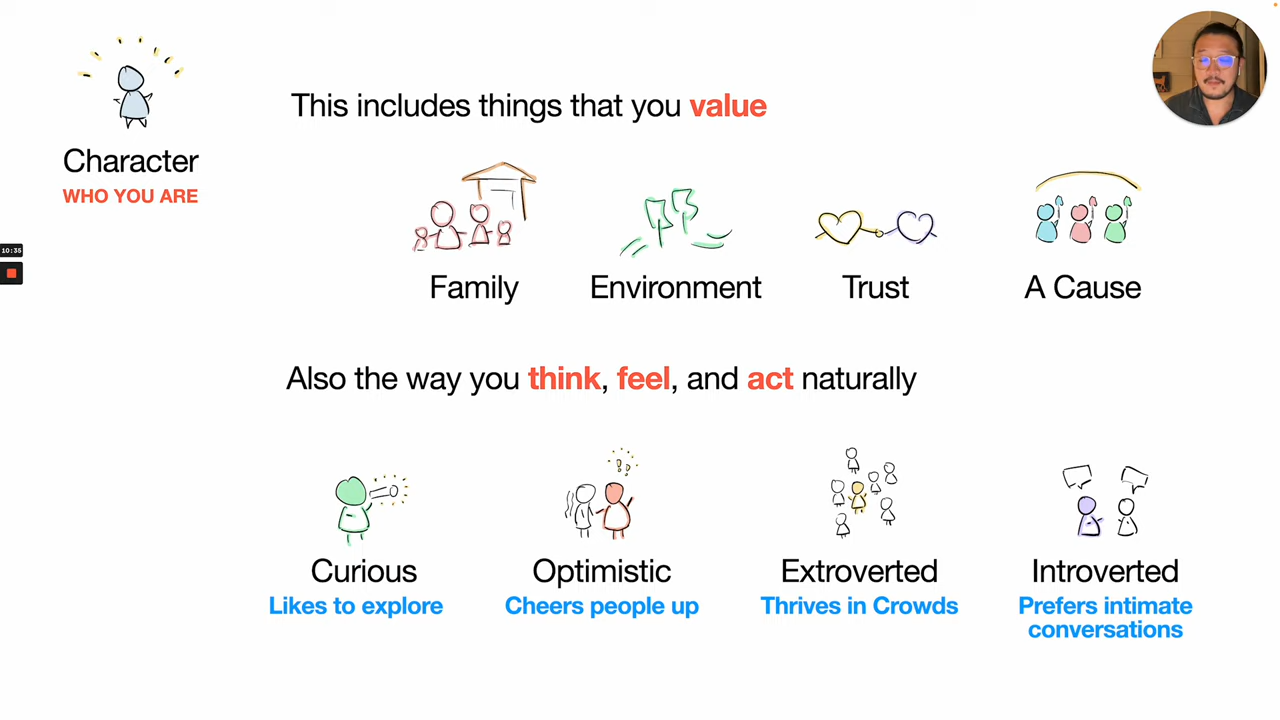 Character
WHO YOU ARE
This includes things that you value
Family
Environment
Trust
A Cause
10:35
Also the way you think, feel, and act naturally
Curious
Likes to explore
Optimistic
Cheers people up
Extroverted
Thrives in Crowds
Introverted
Prefers intimate
conversations